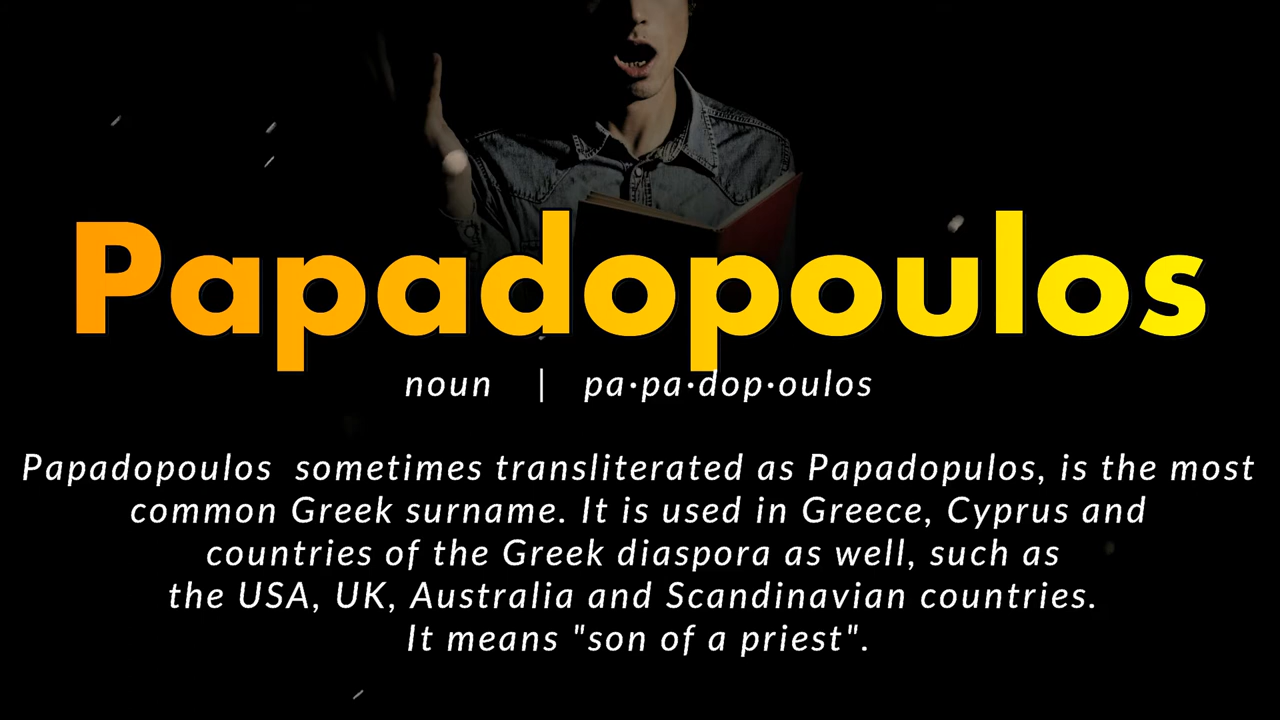 Papadopoulos
noun | pa·pa·dop·oulos
Papadopoulos sometimes transliterated as Papadopulos, is the most
common Greek surname. It is used in Greece, Cyprus and
countries of the Greek diaspora as well, such as
the USA, UK, Australia and Scandinavian countries.
It means "son of a priest".